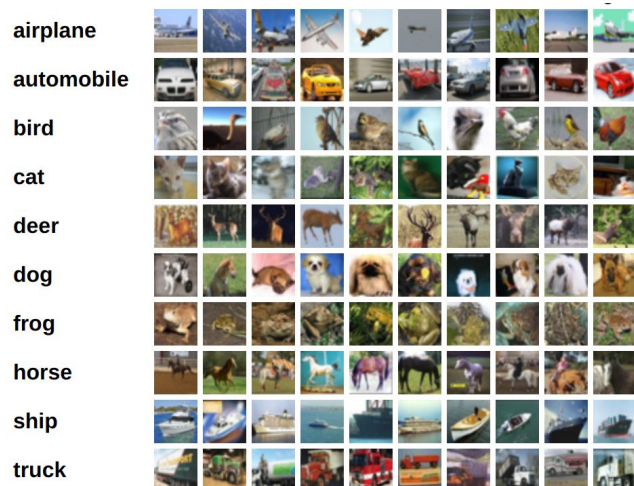 airplane
automobile
bird
cat
deer
dog
frog
horse
ship
truck